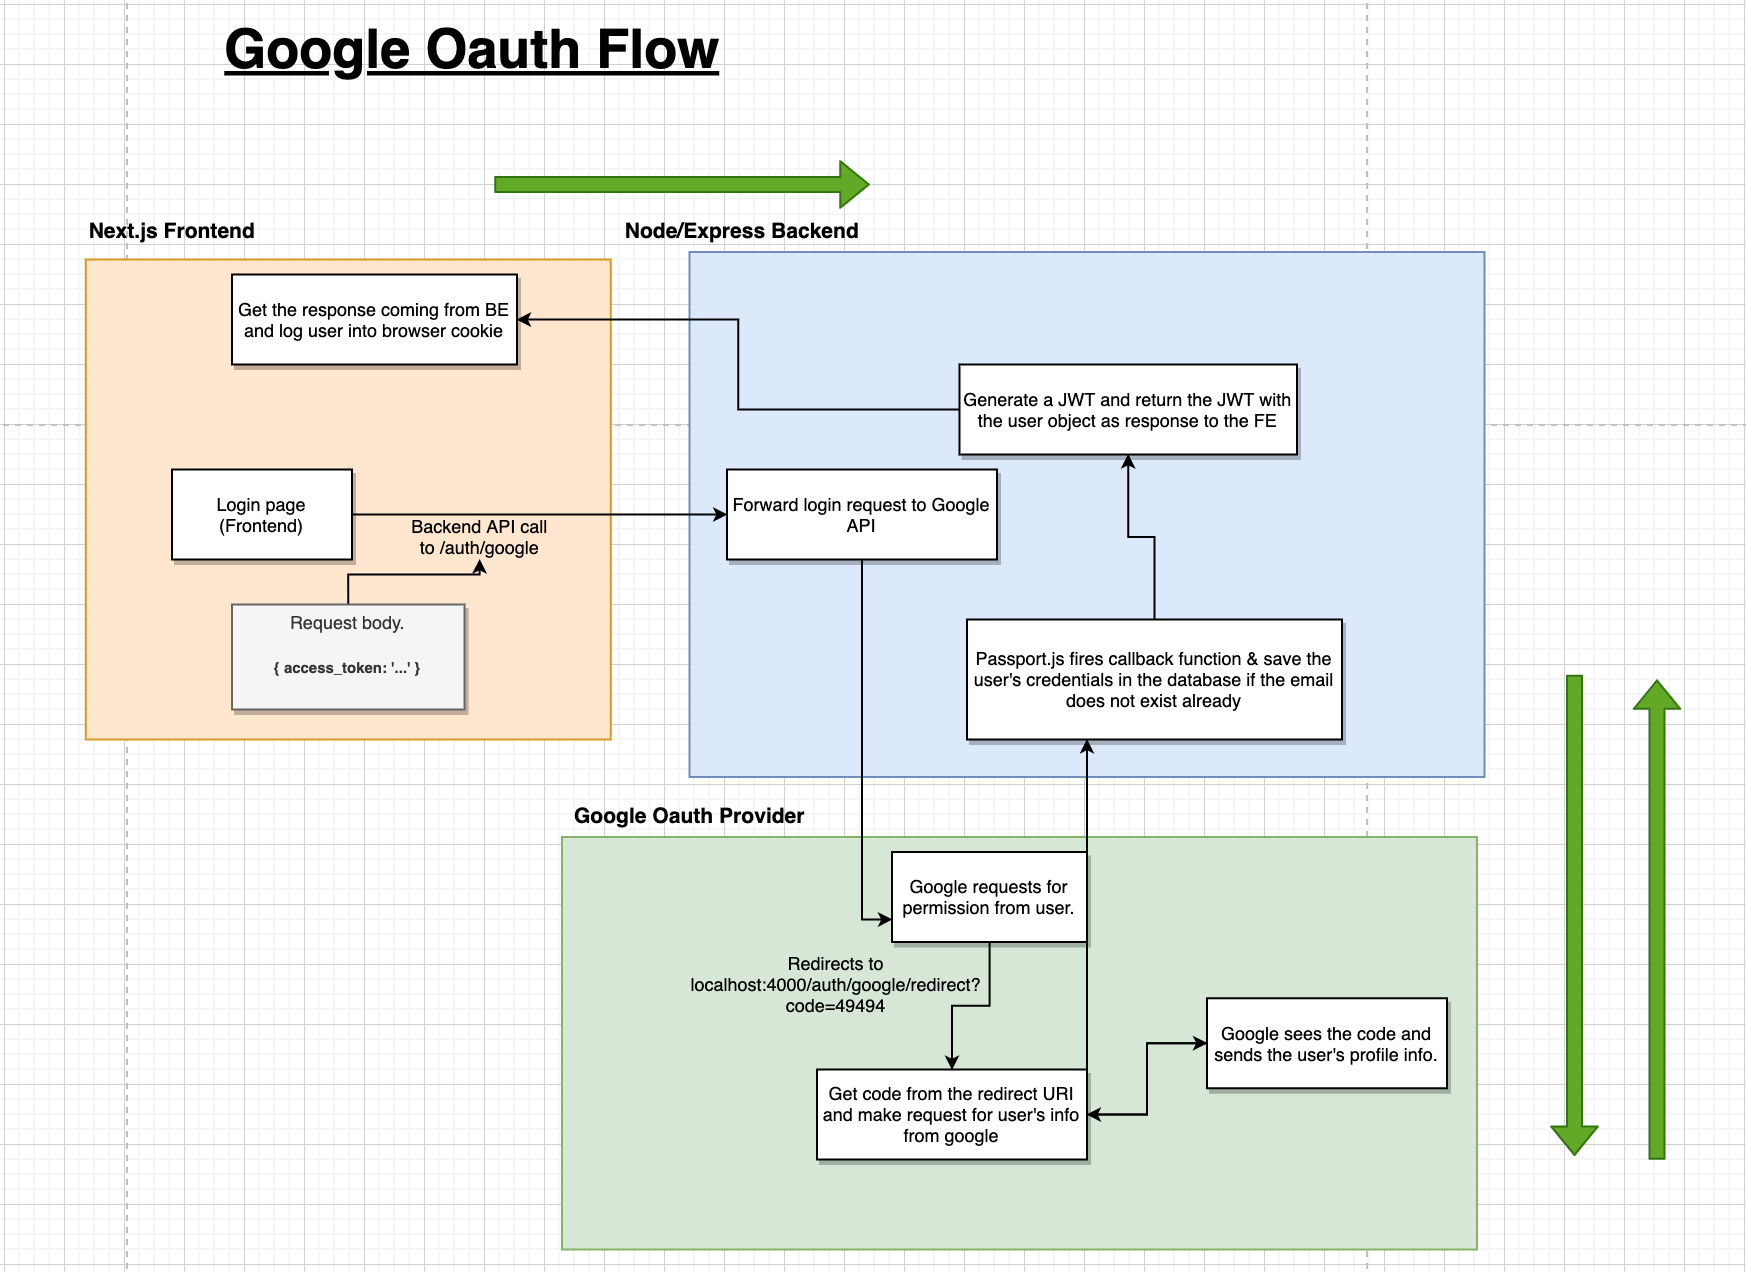 Google Oauth Flow
Next.js Frontend
Node/Express Backend
Get the response coming from BE
and log user into browser cookie
Generate a JWT and return the JWT with
the user object as response to the FE
Login page
(Frontend)
Backend API call
to /auth/google
Forward login request to Google
API
Request body.
{ access_token: '...' }
Passport.js fires callback function & save the
user's credentials in the database if the email
does not exist already
Google Oauth Provider
Google requests for
permission from user.
Redirects to
localhost:4000/auth/google/redirect?
code=49494
Google sees the code and
sends the user's profile info.
Get code from the redirect URI
and make request for user's info
from google